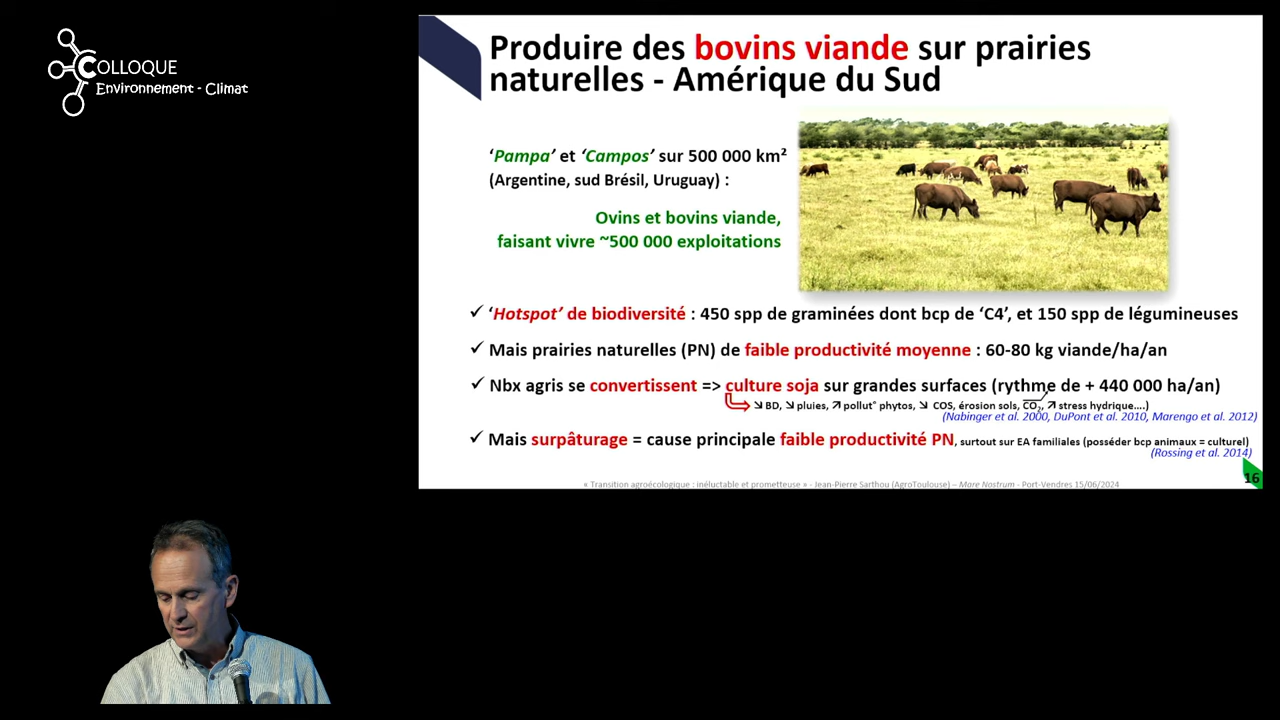 COLLOQUE
Environnement - Climat
Produire des bovins viande sur prairies
naturelles - Amérique du Sud
‘Pampa’ et ‘Campos’ sur 500 000 km²
(Argentine, sud Brésil, Uruguay) :
Ovins et bovins viande,
faisant vivre ~500 000 exploitations
✓ ‘Hotspot’ de biodiversité : 450 spp de graminées dont bcp de ‘C4’, et 150 spp de légumineuses
✓ Mais prairies naturelles (PN) de faible productivité moyenne : 60-80 kg viande/ha/an
✓ Nbx agris se convertissent => culture soja sur grandes surfaces (rythme de + 440 000 ha/an)
↘ BD, ↘ pluies, ↗ pollut° phytos, ↘ COS, érosion sols, CO₂, ↗ stress hydrique....)
(Nabinger et al. 2000, DuPont et al. 2010, Marengo et al. 2012)
✓ Mais surpâturage = cause principale faible productivité PN, surtout sur EA familiales (posséder bcp animaux = culturel)
(Rossing et al. 2014)
« Transition agroécologique : inéluctable et prometteuse » - Jean-Pierre Sarthou (AgroToulouse) – Mare Nostrum - Port-Vendres 15/06/2024
16